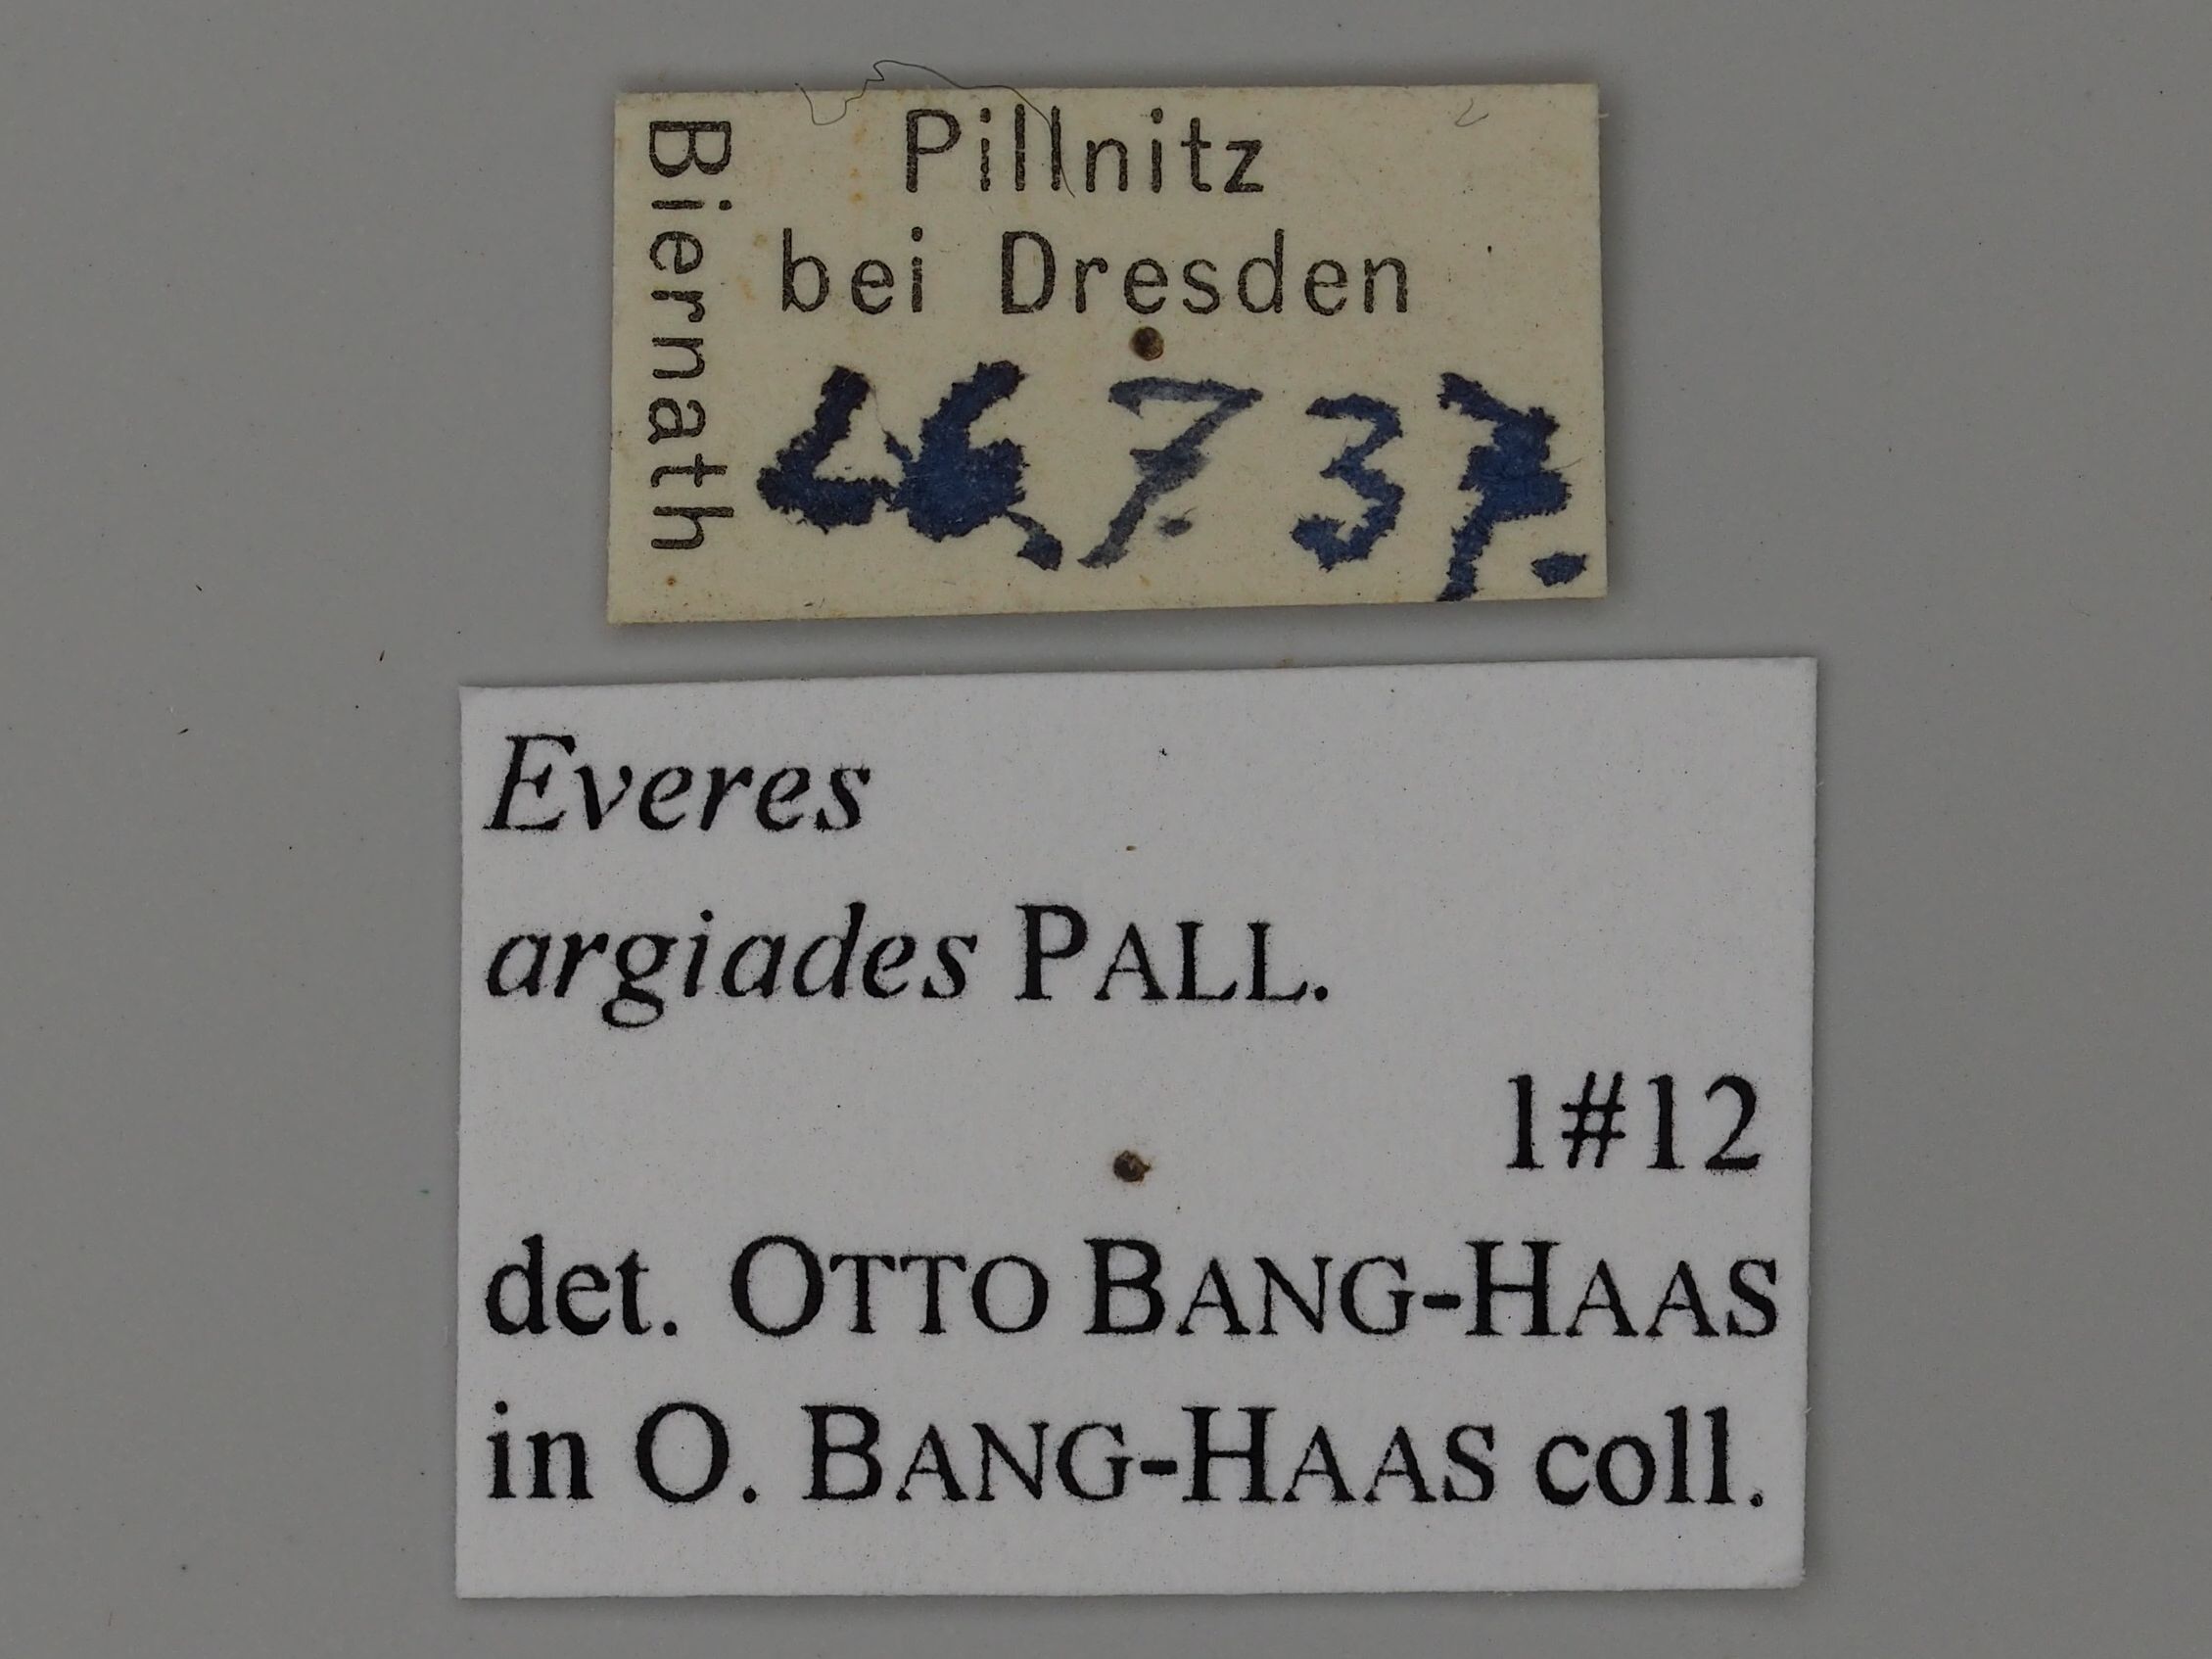 Biernath
Pillnitz
bei Dresden
26. 7. 37.
Everes
argiades PALL.
1#12
det. OTTO BANG-HAAS
in O. BANG-HAAS coll.